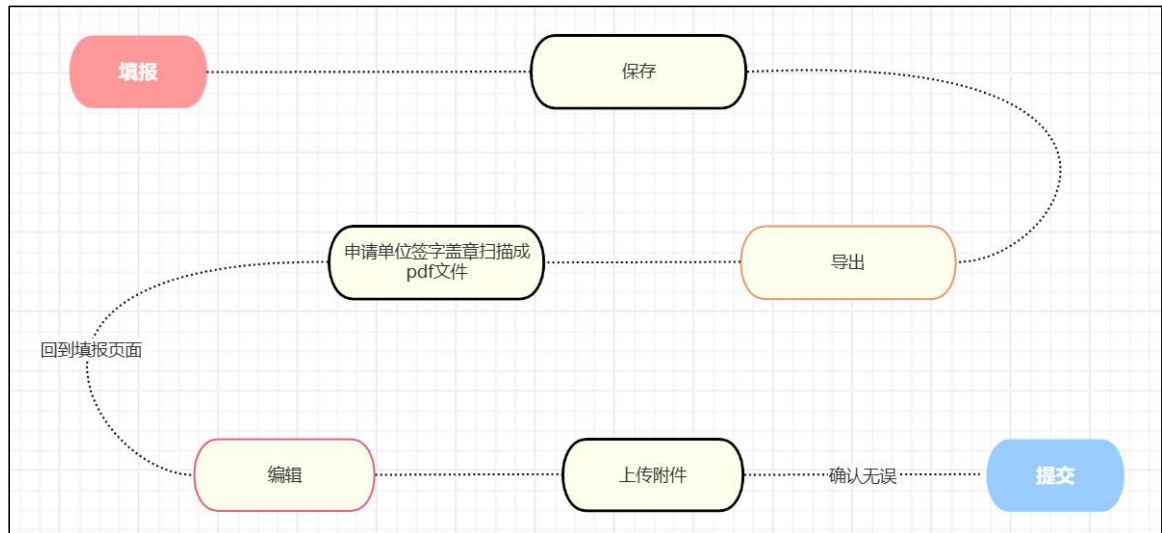 填报
保存
导出
申请单位签字盖章扫描成
pdf文件
回到填报页面
编辑
上传附件
确认无误
提交